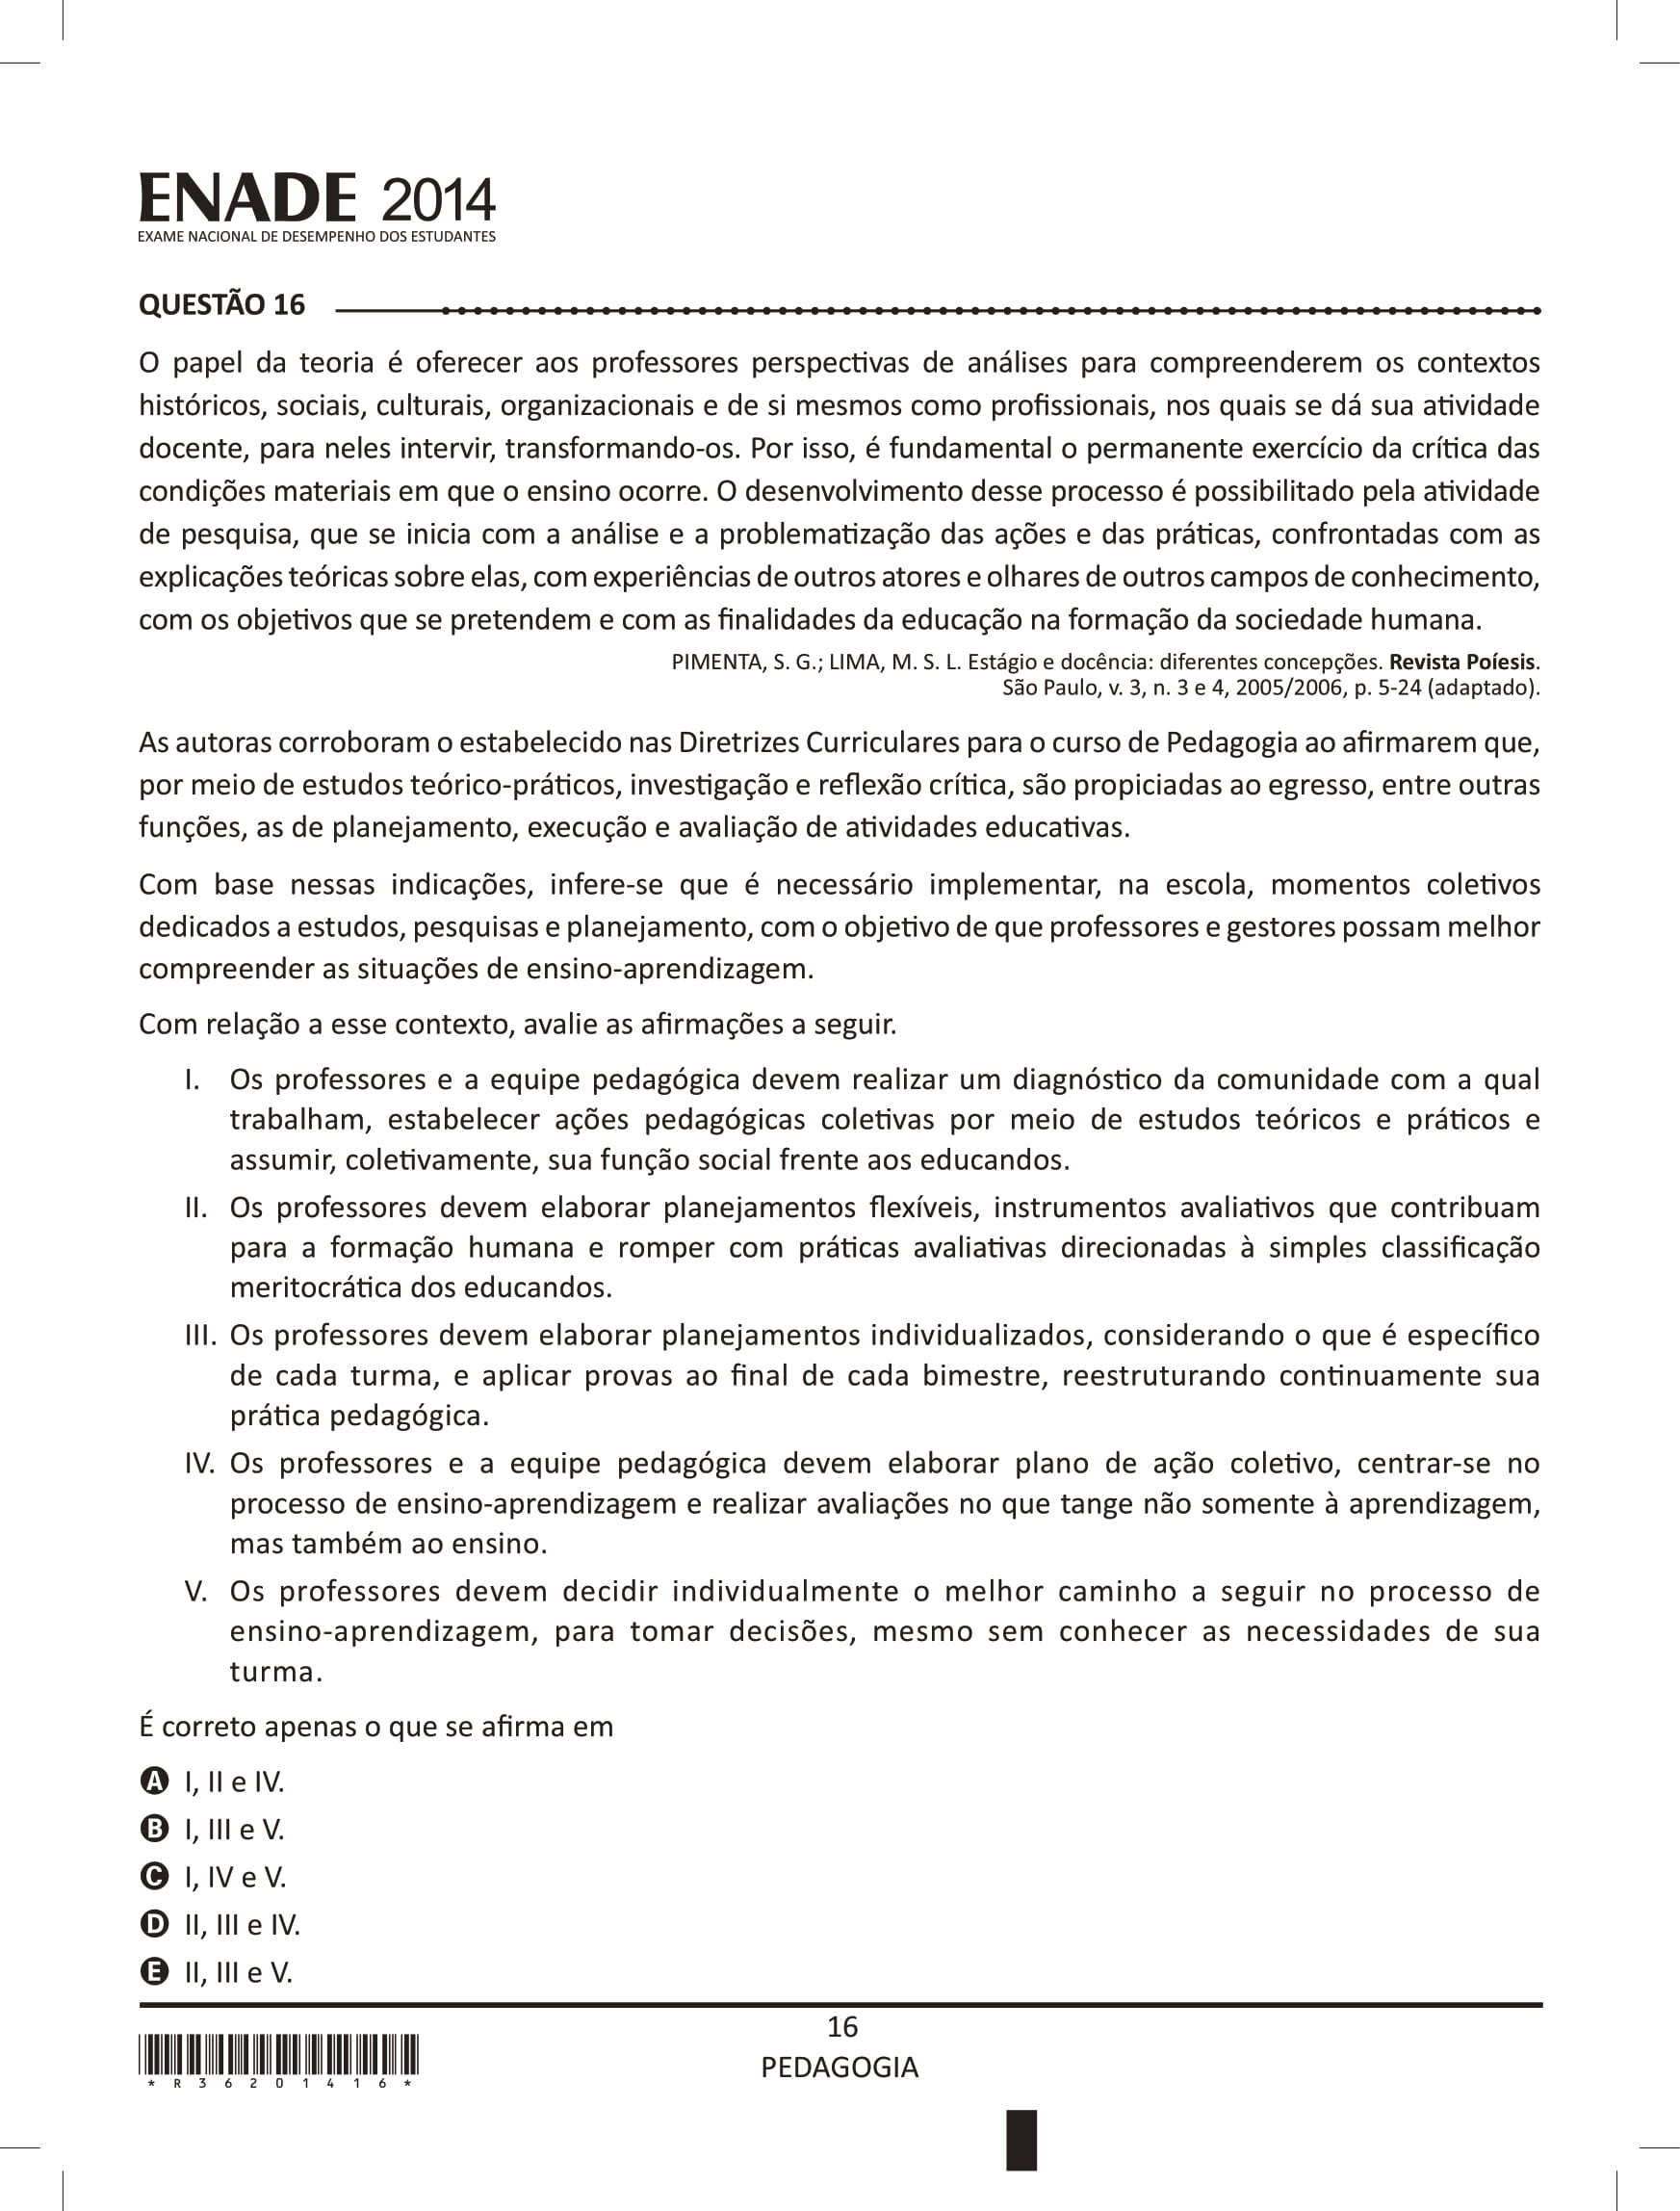 ENADE 2014
EXAME NACIONAL DE DESEMPENHO DOS ESTUDANTES
QUESTÃO 16
O papel da teoria é oferecer aos professores perspectivas de análises para compreenderem os contextos
históricos, sociais, culturais, organizacionais e de si mesmos como profissionais, nos quais se dá sua atividade
docente, para neles intervir, transformando-os. Por isso, é fundamental o permanente exercício da crítica das
condições materiais em que o ensino ocorre. O desenvolvimento desse processo é possibilitado pela atividade
de pesquisa, que se inicia com a análise e a problematização das ações e das práticas, confrontadas com as
explicações teóricas sobre elas, com experiências de outros atores e olhares de outros campos de conhecimento,
com os objetivos que se pretendem e com as finalidades da educação na formação da sociedade humana.
PIMENTA, S. G.; LIMA, M. S. L. Estágio e docência: diferentes concepções. Revista Poíesis.
São Paulo, v. 3, n. 3 e 4, 2005/2006, p. 5-24 (adaptado).
As autoras corroboram o estabelecido nas Diretrizes Curriculares para o curso de Pedagogia ao afirmarem que,
por meio de estudos teórico-práticos, investigação e reflexão crítica, são propiciadas ao egresso, entre outras
funções, as de planejamento, execução e avaliação de atividades educativas.
Com base nessas indicações, infere-se que é necessário implementar, na escola, momentos coletivos
dedicados a estudos, pesquisas e planejamento, com o objetivo de que professores e gestores possam melhor
compreender as situações de ensino-aprendizagem.
Com relação a esse contexto, avalie as afirmações a seguir.
I. Os professores e a equipe pedagógica devem realizar um diagnóstico da comunidade com a qual
trabalham, estabelecer ações pedagógicas coletivas por meio de estudos teóricos e práticos e
assumir, coletivamente, sua função social frente aos educandos.
II. Os professores devem elaborar planejamentos flexíveis, instrumentos avaliativos que contribuam
para a formação humana e romper com práticas avaliativas direcionadas à simples classificação
meritocrática dos educandos.
III. Os professores devem elaborar planejamentos individualizados, considerando o que é específico
de cada turma, e aplicar provas ao final de cada bimestre, reestruturando continuamente sua
prática pedagógica.
IV. Os professores e a equipe pedagógica devem elaborar plano de ação coletivo, centrar-se no
processo de ensino-aprendizagem e realizar avaliações no que tange não somente à aprendizagem,
mas também ao ensino.
V. Os professores devem decidir individualmente o melhor caminho a seguir no processo de
ensino-aprendizagem, para tomar decisões, mesmo sem conhecer as necessidades de sua
turma.
É correto apenas o que se afirma em
A I, II e IV.
B I, III e V.
C I, IV e V.
D II, III e IV.
E II, III e V.
16
PEDAGOGIA
* R 3 6 2 0 1 4 1 6 *